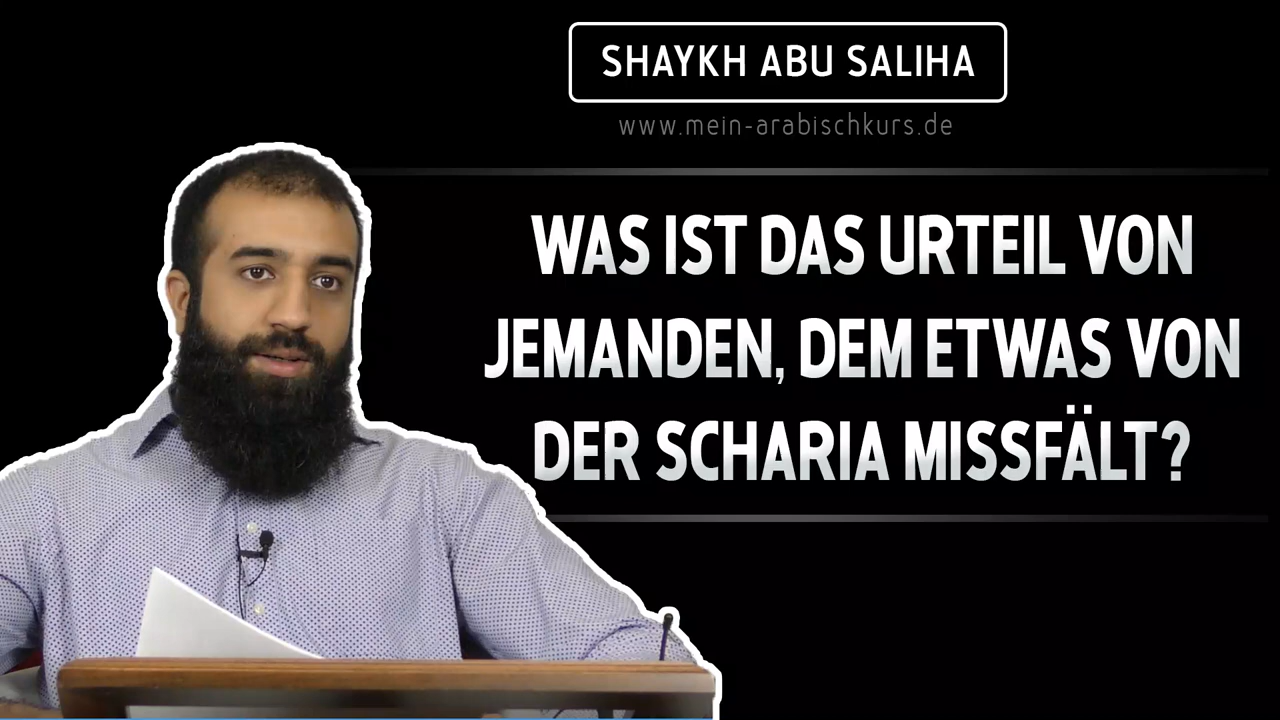 SHAYKH ABU SALIHA
www.mein-arabischkurs.de
WAS IST DAS URTEIL VON
JEMANDEN, DEM ETWAS VON
DER SCHARIA MISSFÄLT?